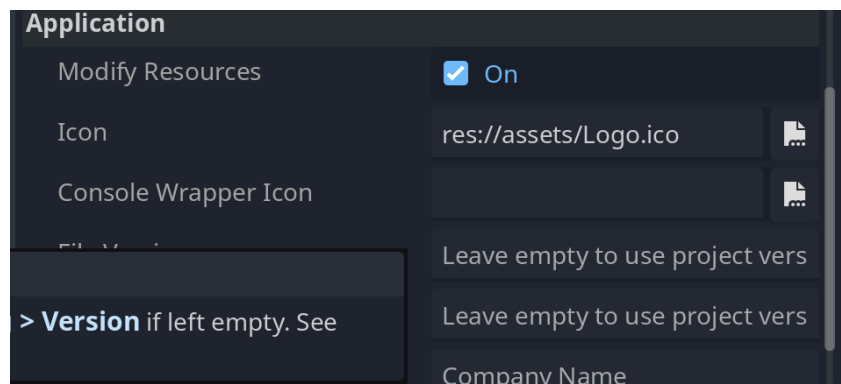 Application
Modify Resources
On
Icon
res://assets/Logo.ico
Console Wrapper Icon
Leave empty to use project vers
> Version if left empty. See
Leave empty to use project vers
Company Name